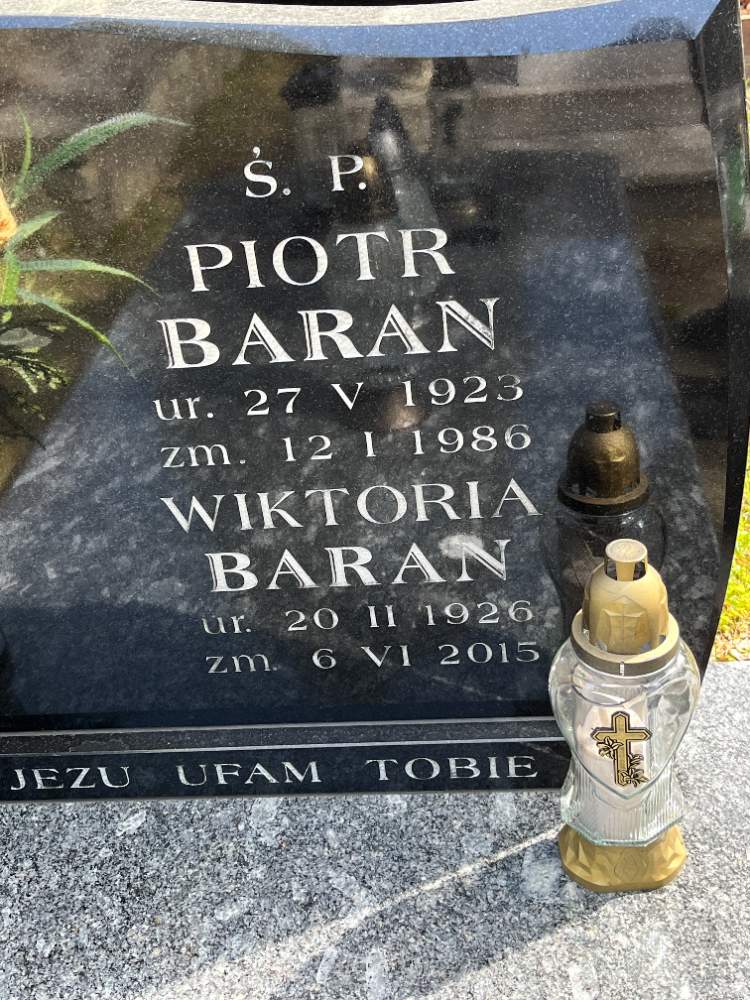 Ś. P.
PIOTR
BARAN
ur. 27 V 1923
zm. 12 I 1986
WIKTORIA
BARAN
ur. 20 II 1926
zm. 6 VI 2015
JEZU UFAM TOBIE